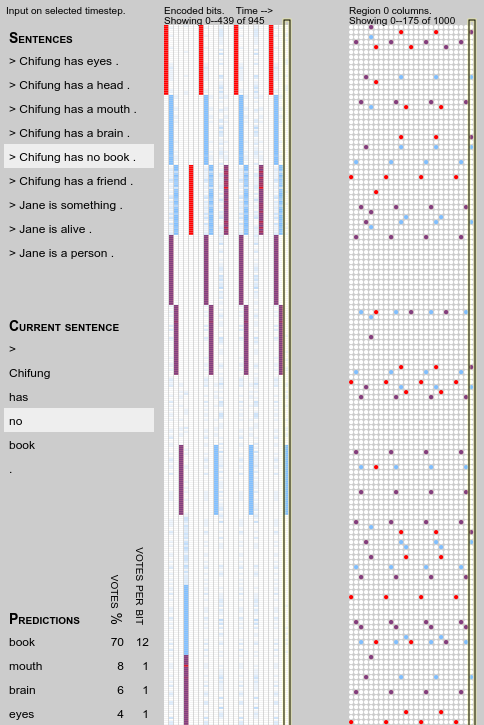 Input on selected timestep.
Encoded bits. Time -->
Showing 0--439 of 945
Region 0 columns.
Showing 0--175 of 1000
SENTENCES
> Chifung has eyes .
> Chifung has a head .
> Chifung has a mouth .
> Chifung has a brain .
> Chifung has no book .
> Chifung has a friend .
> Jane is something .
> Jane is alive .
> Jane is a person .
CURRENT SENTENCE
>
Chifung
has
no
book
.
PREDICTIONS VOTES % VOTES PER BIT
book 70 12
mouth 8 1
brain 6 1
eyes 4 1